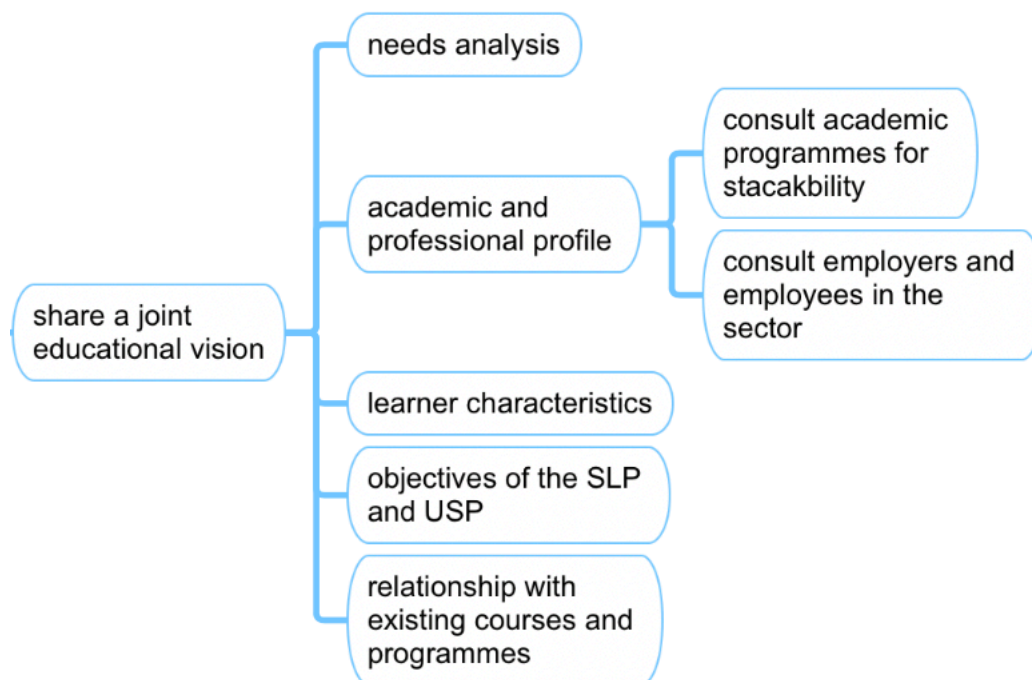 needs analysis
consult academic
programmes for
stacakbility
academic and
professional profile
consult employers and
employees in the
sector
share a joint
educational vision
learner characteristics
objectives of the SLP
and USP
relationship with
existing courses and
programmes